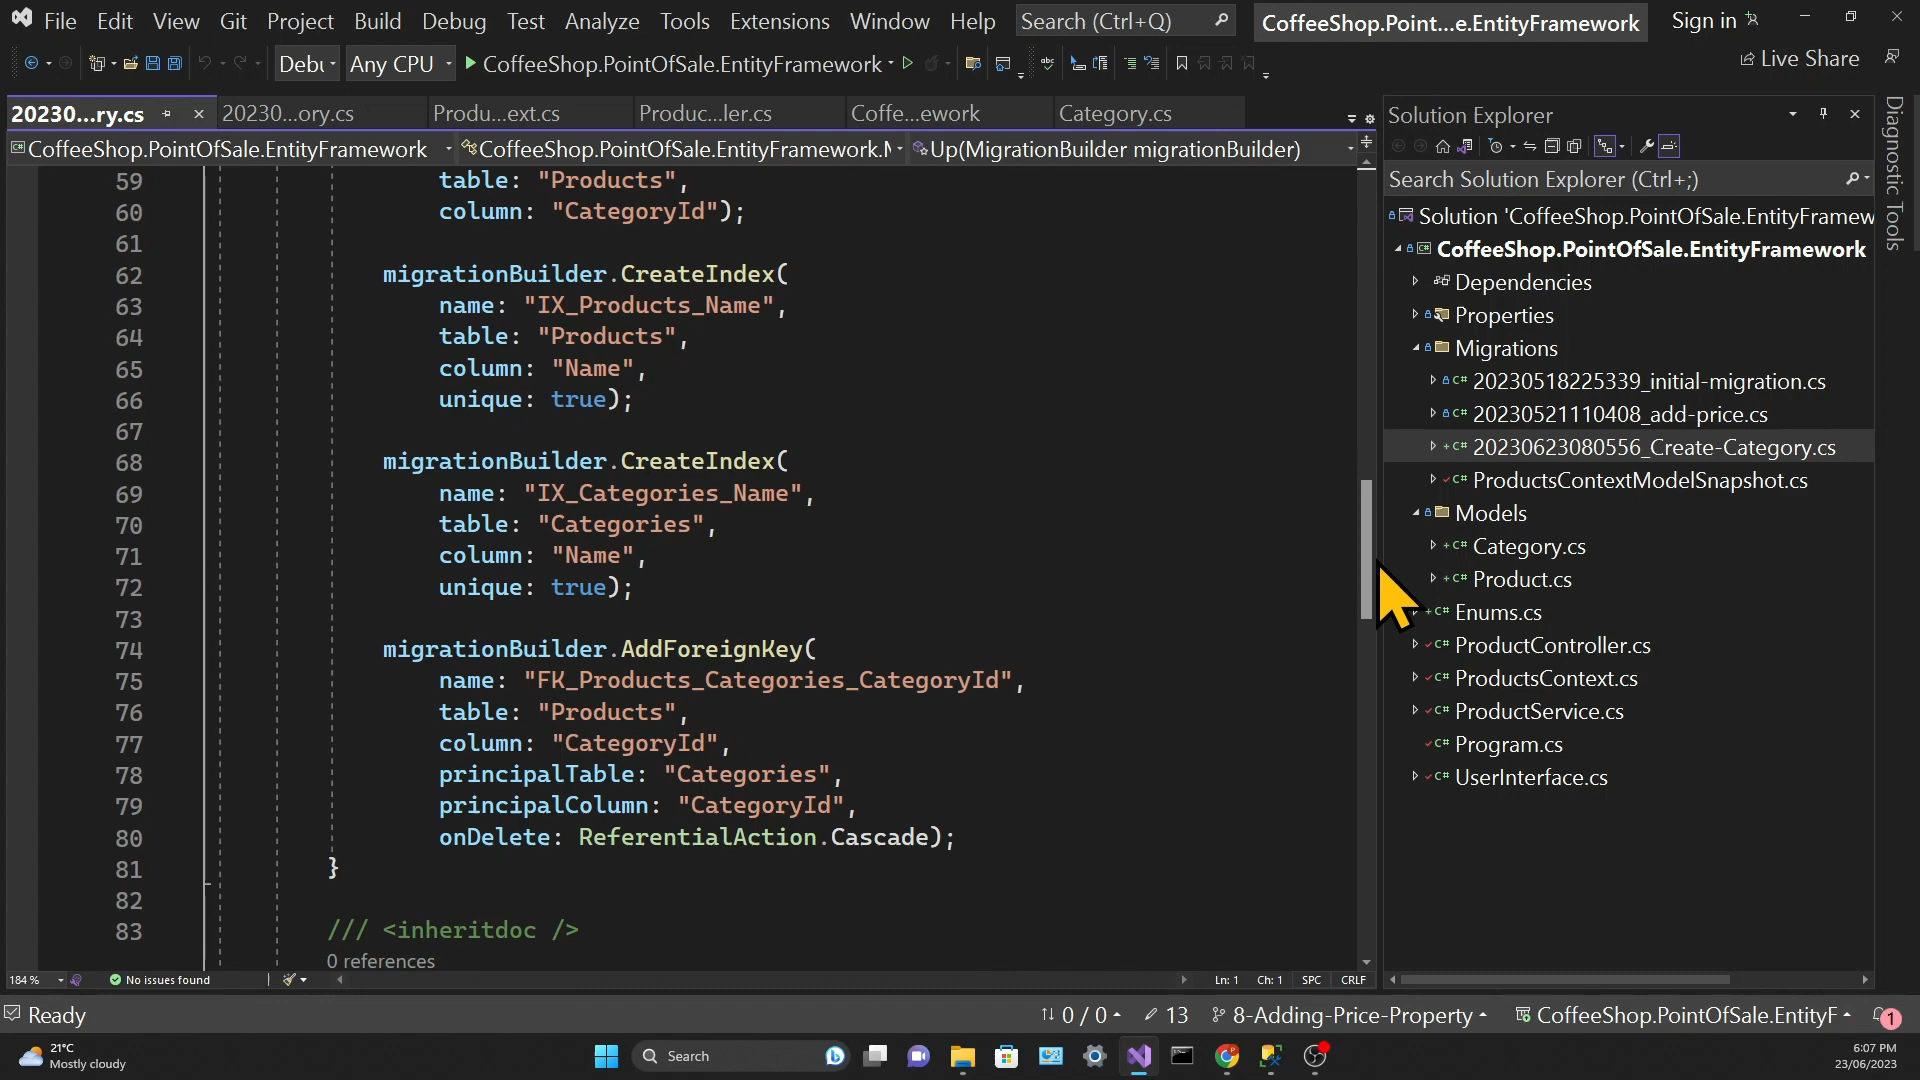 File Edit View Git Project Build Debug Test Analyze Tools Extensions Window Help Search (Ctrl+Q) CoffeeShop.Point...e.EntityFramework Sign in
Debu Any CPU CoffeeShop.PointOfSale.EntityFramework Live Share
20230...ry.cs 20230...ory.cs Produ...ext.cs Produc...ler.cs Coffe...ework Category.cs
CoffeeShop.PointOfSale.EntityFramework CoffeeShop.PointOfSale.EntityFramework.N Up(MigrationBuilder migrationBuilder)
59 table: "Products",
60 column: "CategoryId");
61
62 migrationBuilder.CreateIndex(
63 name: "IX_Products_Name",
64 table: "Products",
65 column: "Name",
66 unique: true);
67
68 migrationBuilder.CreateIndex(
69 name: "IX_Categories_Name",
70 table: "Categories",
71 column: "Name",
72 unique: true);
73
74 migrationBuilder.AddForeignKey(
75 name: "FK_Products_Categories_CategoryId",
76 table: "Products",
77 column: "CategoryId",
78 principalTable: "Categories",
79 principalColumn: "CategoryId",
80 onDelete: ReferentialAction.Cascade);
81 }
82
83 /// <inheritdoc />
0 references
184 % No issues found Ln: 1 Ch: 1 SPC CRLF
Solution Explorer
Search Solution Explorer (Ctrl+;)
Solution 'CoffeeShop.PointOfSale.EntityFramew
CoffeeShop.PointOfSale.EntityFramework
Dependencies
Properties
Migrations
20230518225339_initial-migration.cs
20230521110408_add-price.cs
20230623080556_Create-Category.cs
ProductsContextModelSnapshot.cs
Models
Category.cs
Product.cs
Enums.cs
ProductController.cs
ProductsContext.cs
ProductService.cs
Program.cs
UserInterface.cs
Diagnostic Tools
Ready 0 / 0 13 8-Adding-Price-Property CoffeeShop.PointOfSale.EntityF 1
21°C
Mostly cloudy
Search
6:07 PM
23/06/2023